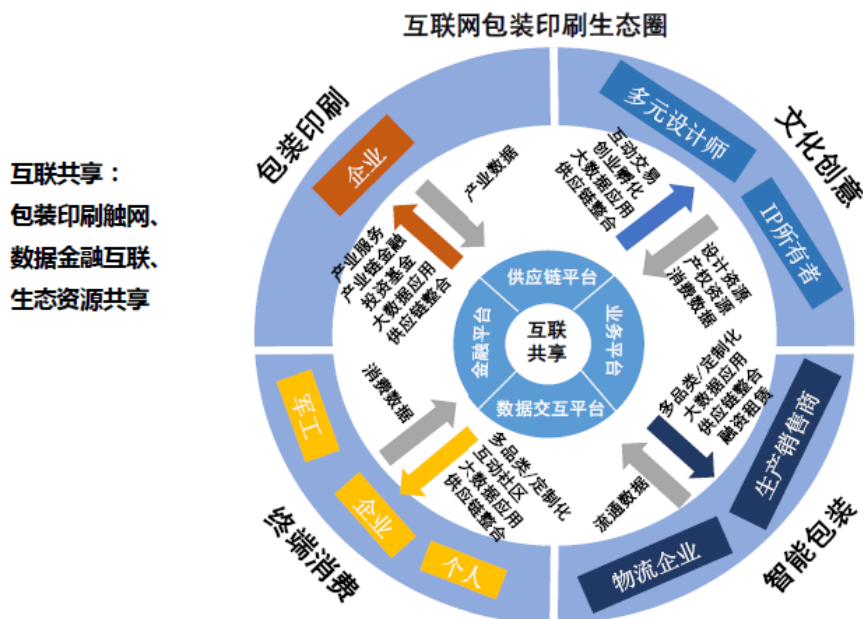 互联网包装印刷生态圈
互联共享：
包装印刷触网、
数据金融互联、
生态资源共享
包装印刷
企业
产业数据
产业服务
产业链金融
投资基金
大数据应用
供应链整合
文化创意
多元设计师
IP所有者
互动交易
创业孵化
大数据应用
供应链整合
设计资源
产权资源
消费数据
供应链平台
金融平台
业务平台
数据交互平台
互联
共享
终端消费
军工
企业
个人
消费数据
多品类/定制化
互动社区
大数据应用
供应链整合
智能包装
生产销售商
物流企业
多品类/定制化
大数据应用
供应链整合
融资租赁
流通数据